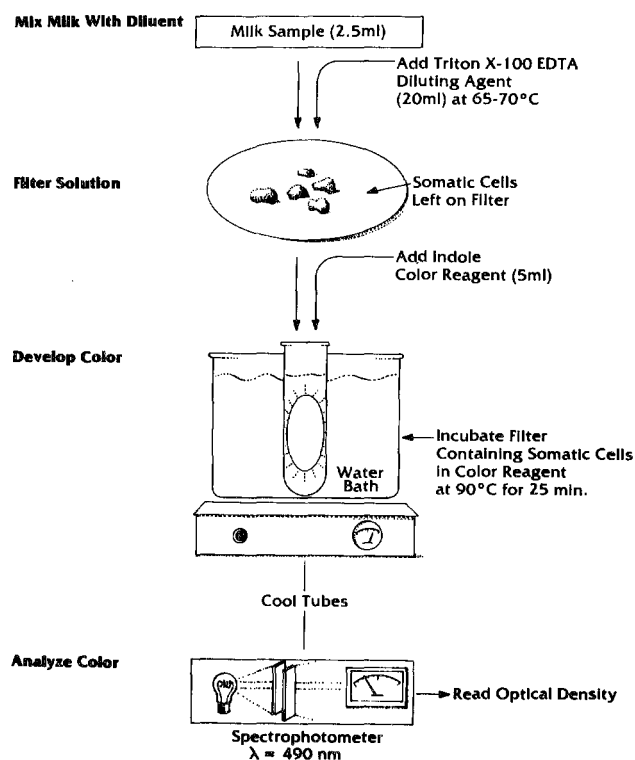 Mix Milk With Diluent
Milk Sample (2.5ml)
Add Triton X-100 EDTA
Diluting Agent
(20ml) at 65-70°C
Filter Solution
Somatic Cells
Left on Filter
Add Indole
Color Reagent (5ml)
Develop Color
Incubate Filter
Containing Somatic Cells
in Color Reagent
at 90°C for 25 min.
Water
Bath
Cool Tubes
Analyze Color
Read Optical Density
Spectrophotometer
λ = 490 nm